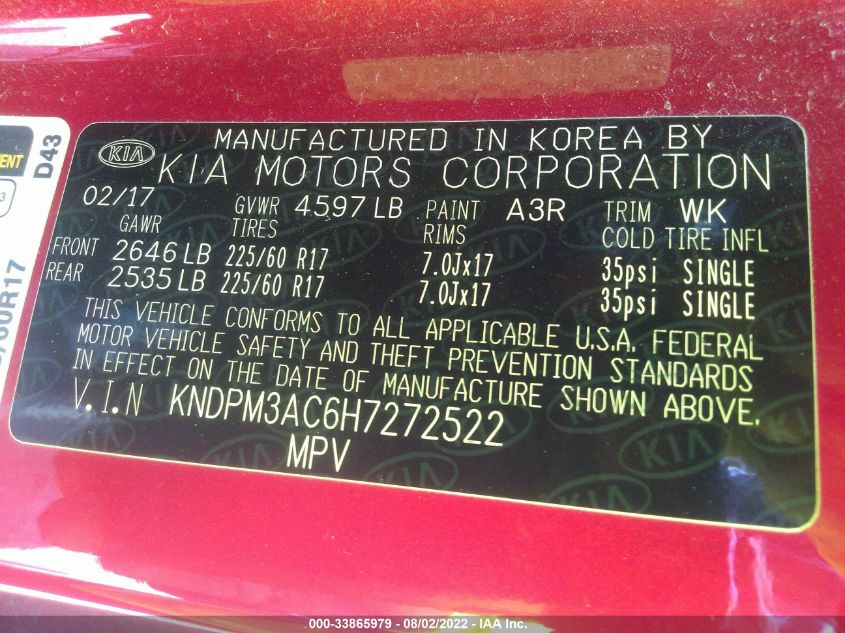 MANUFACTURED IN KOREA BY
KIA KIA MOTORS CORPORATION
02/17 GVWR 4597 LB PAINT A3R TRIM WK
GAWR TIRES RIMS COLD TIRE INFL
FRONT 2646 LB 225/60 R17 7.0Jx17 35psi SINGLE
REAR 2535 LB 225/60 R17 7.0Jx17 35psi SINGLE
THIS VEHICLE CONFORMS TO ALL APPLICABLE U.S.A. FEDERAL
MOTOR VEHICLE SAFETY AND THEFT PREVENTION STANDARDS
IN EFFECT ON THE DATE OF MANUFACTURE SHOWN ABOVE.
V.I.N KNDPM3AC6H7272522
MPV
D43
000-33865979 - 08/02/2022 - IAA Inc.